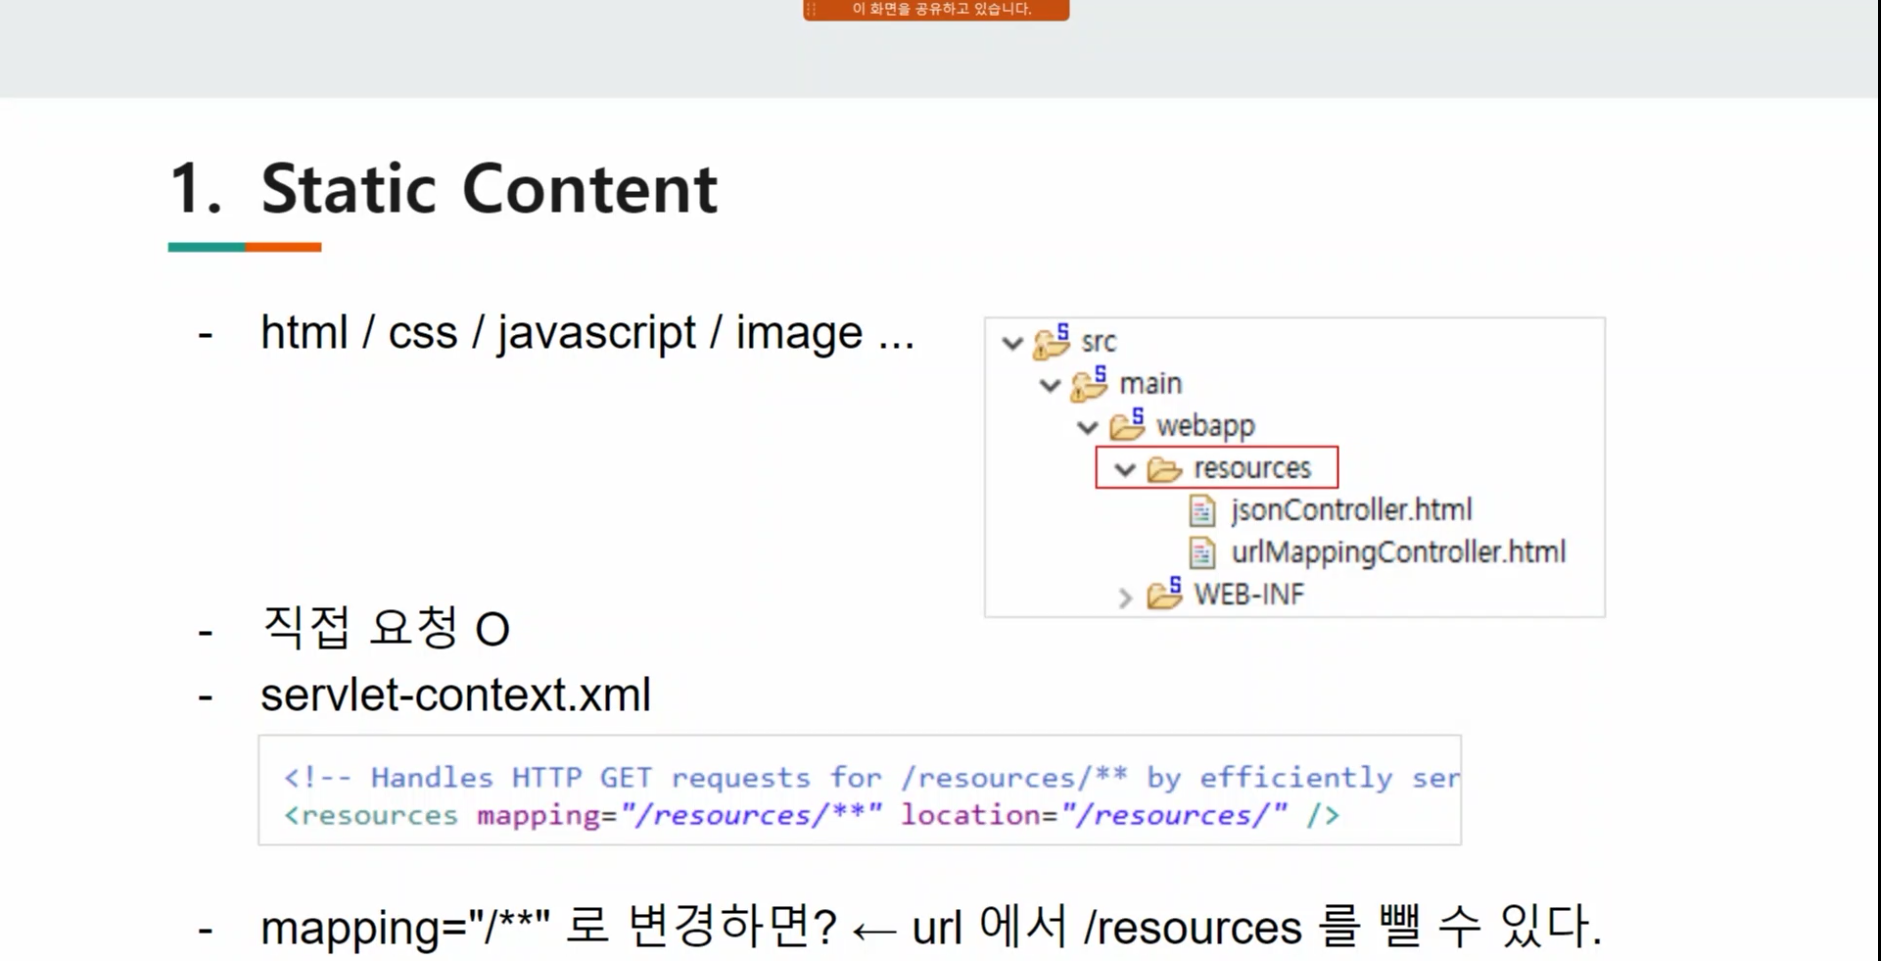 이 화면을 공유하고 있습니다.
1. Static Content
- html / css / javascript / image ...
src
main
webapp
resources
jsonController.html
urlMappingController.html
WEB-INF
- 직접 요청 O
- servlet-context.xml
<!-- Handles HTTP GET requests for /resources/** by efficiently ser
<resources mapping="/resources/**" location="/resources/" />
- mapping="/**" 로 변경하면? ← url 에서 /resources 를 뺄 수 있다.